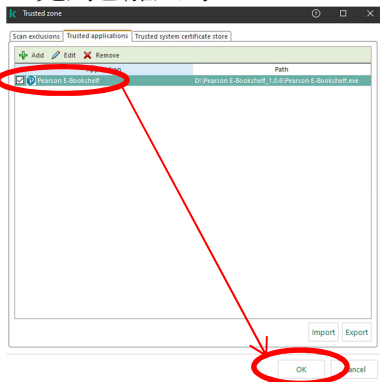 Trusted zone
Scan exclusions Trusted applications Trusted system certificate store
Add Edit Remove
Path
Pearson E-Bookshelf D:\Pearson E-Bookshelf_1.0.6\Pearson E-Bookshelf.exe
Import Export
OK